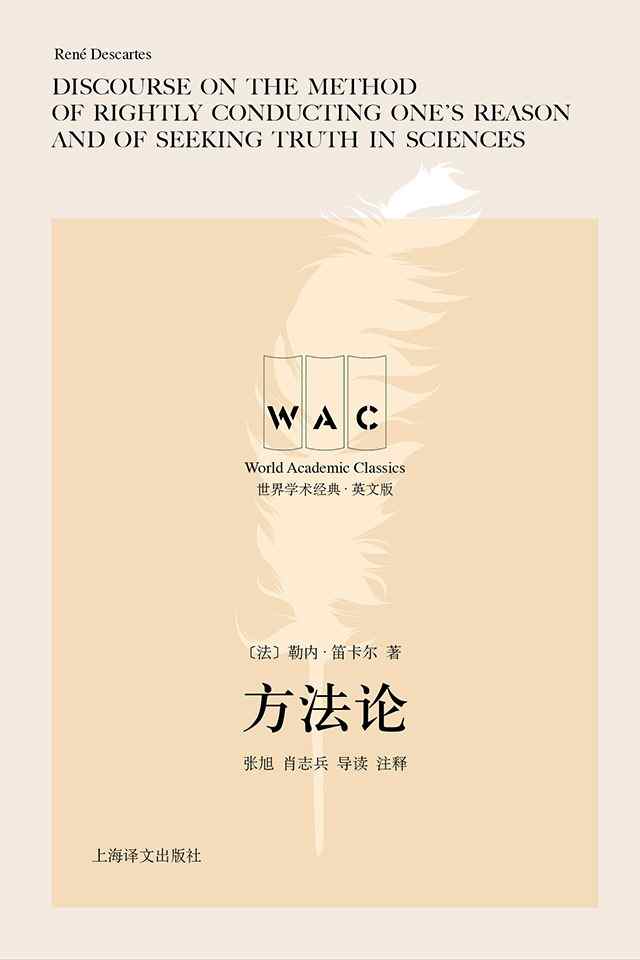 René Descartes
DISCOURSE ON THE METHOD
OF RIGHTLY CONDUCTING ONE'S REASON
AND OF SEEKING TRUTH IN SCIENCES
WAC
World Academic Classics
世界学术经典·英文版
〔法〕勒内·笛卡尔 著
方法论
张旭 肖志兵 导读 注释
上海译文出版社